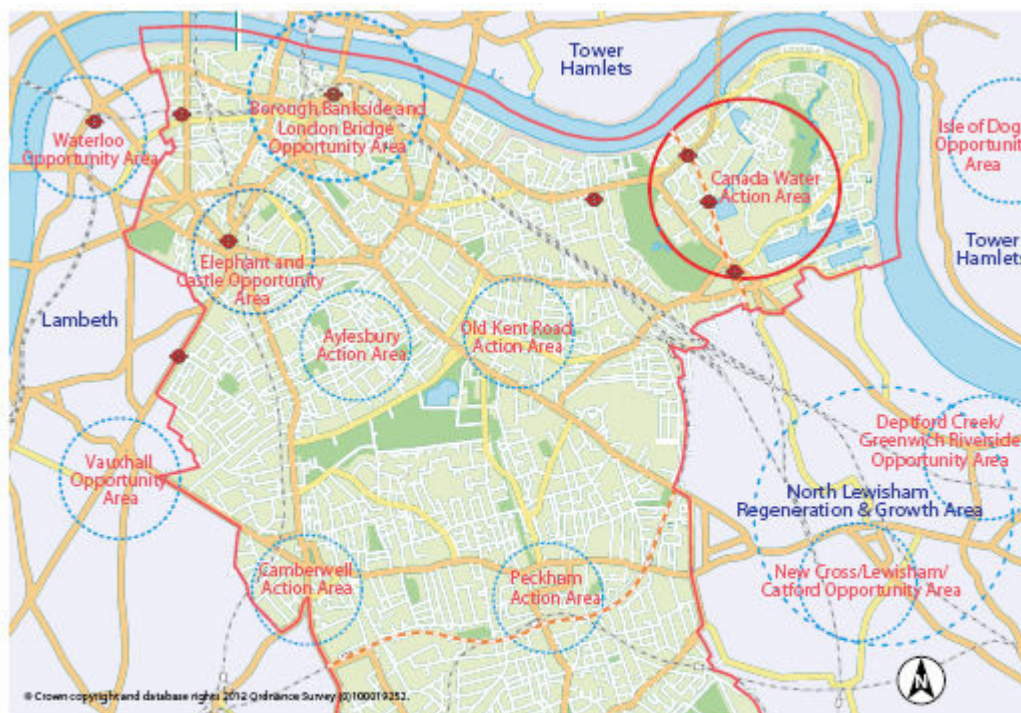 Tower
Hamlets
Borough, Bankside and
London Bridge
Opportunity Area
Waterloo
Opportunity Area
Isle of Dog
Opportunity
Area
Canada Water
Action Area
Elephant and
Castle Opportunity
Area
Tower
Hamlets
Lambeth
Aylesbury
Action Area
Old Kent Road
Action Area
Deptford Creek/
Greenwich Riverside
Opportunity Area
Vauxhall
Opportunity
Area
North Lewisham
Regeneration & Growth Area
Camberwell
Action Area
Peckham
Action Area
New Cross/Lewisham/
Catford Opportunity Area
N
© Crown copyright and database rights 2012 Ordnance Survey (0)100019252.